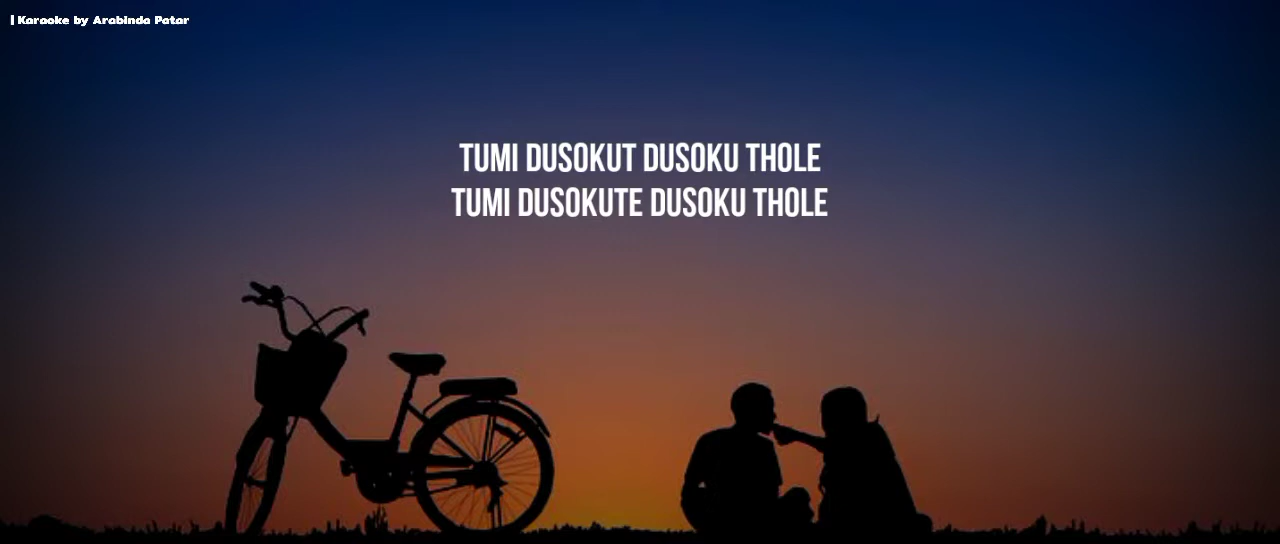 | Karaoke by Arabinda Patar
TUMI DUSOKUT DUSOKU THOLE
TUMI DUSOKUTE DUSOKU THOLE